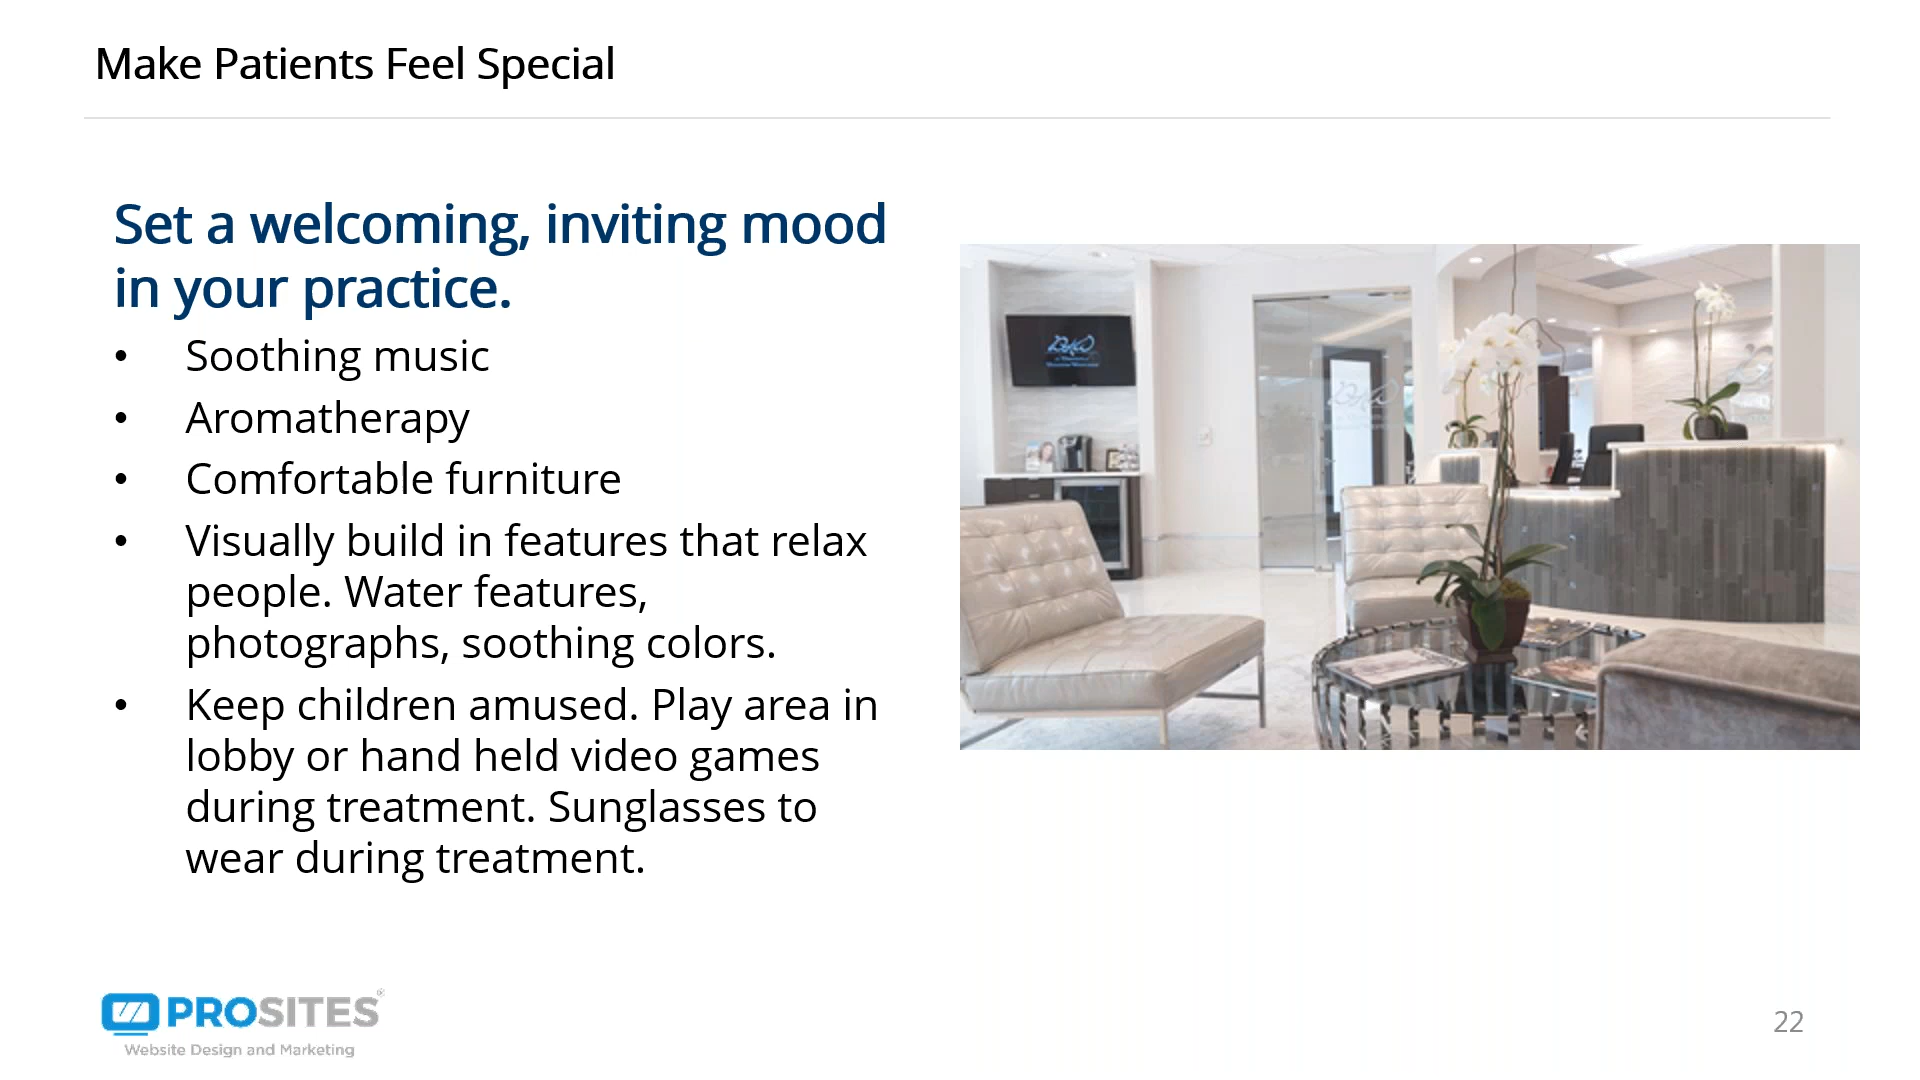 Make Patients Feel Special
Set a welcoming, inviting mood
in your practice.
• Soothing music
• Aromatherapy
• Comfortable furniture
• Visually build in features that relax
people. Water features,
photographs, soothing colors.
• Keep children amused. Play area in
lobby or hand held video games
during treatment. Sunglasses to
wear during treatment.
PROSITES®
Website Design and Marketing
22